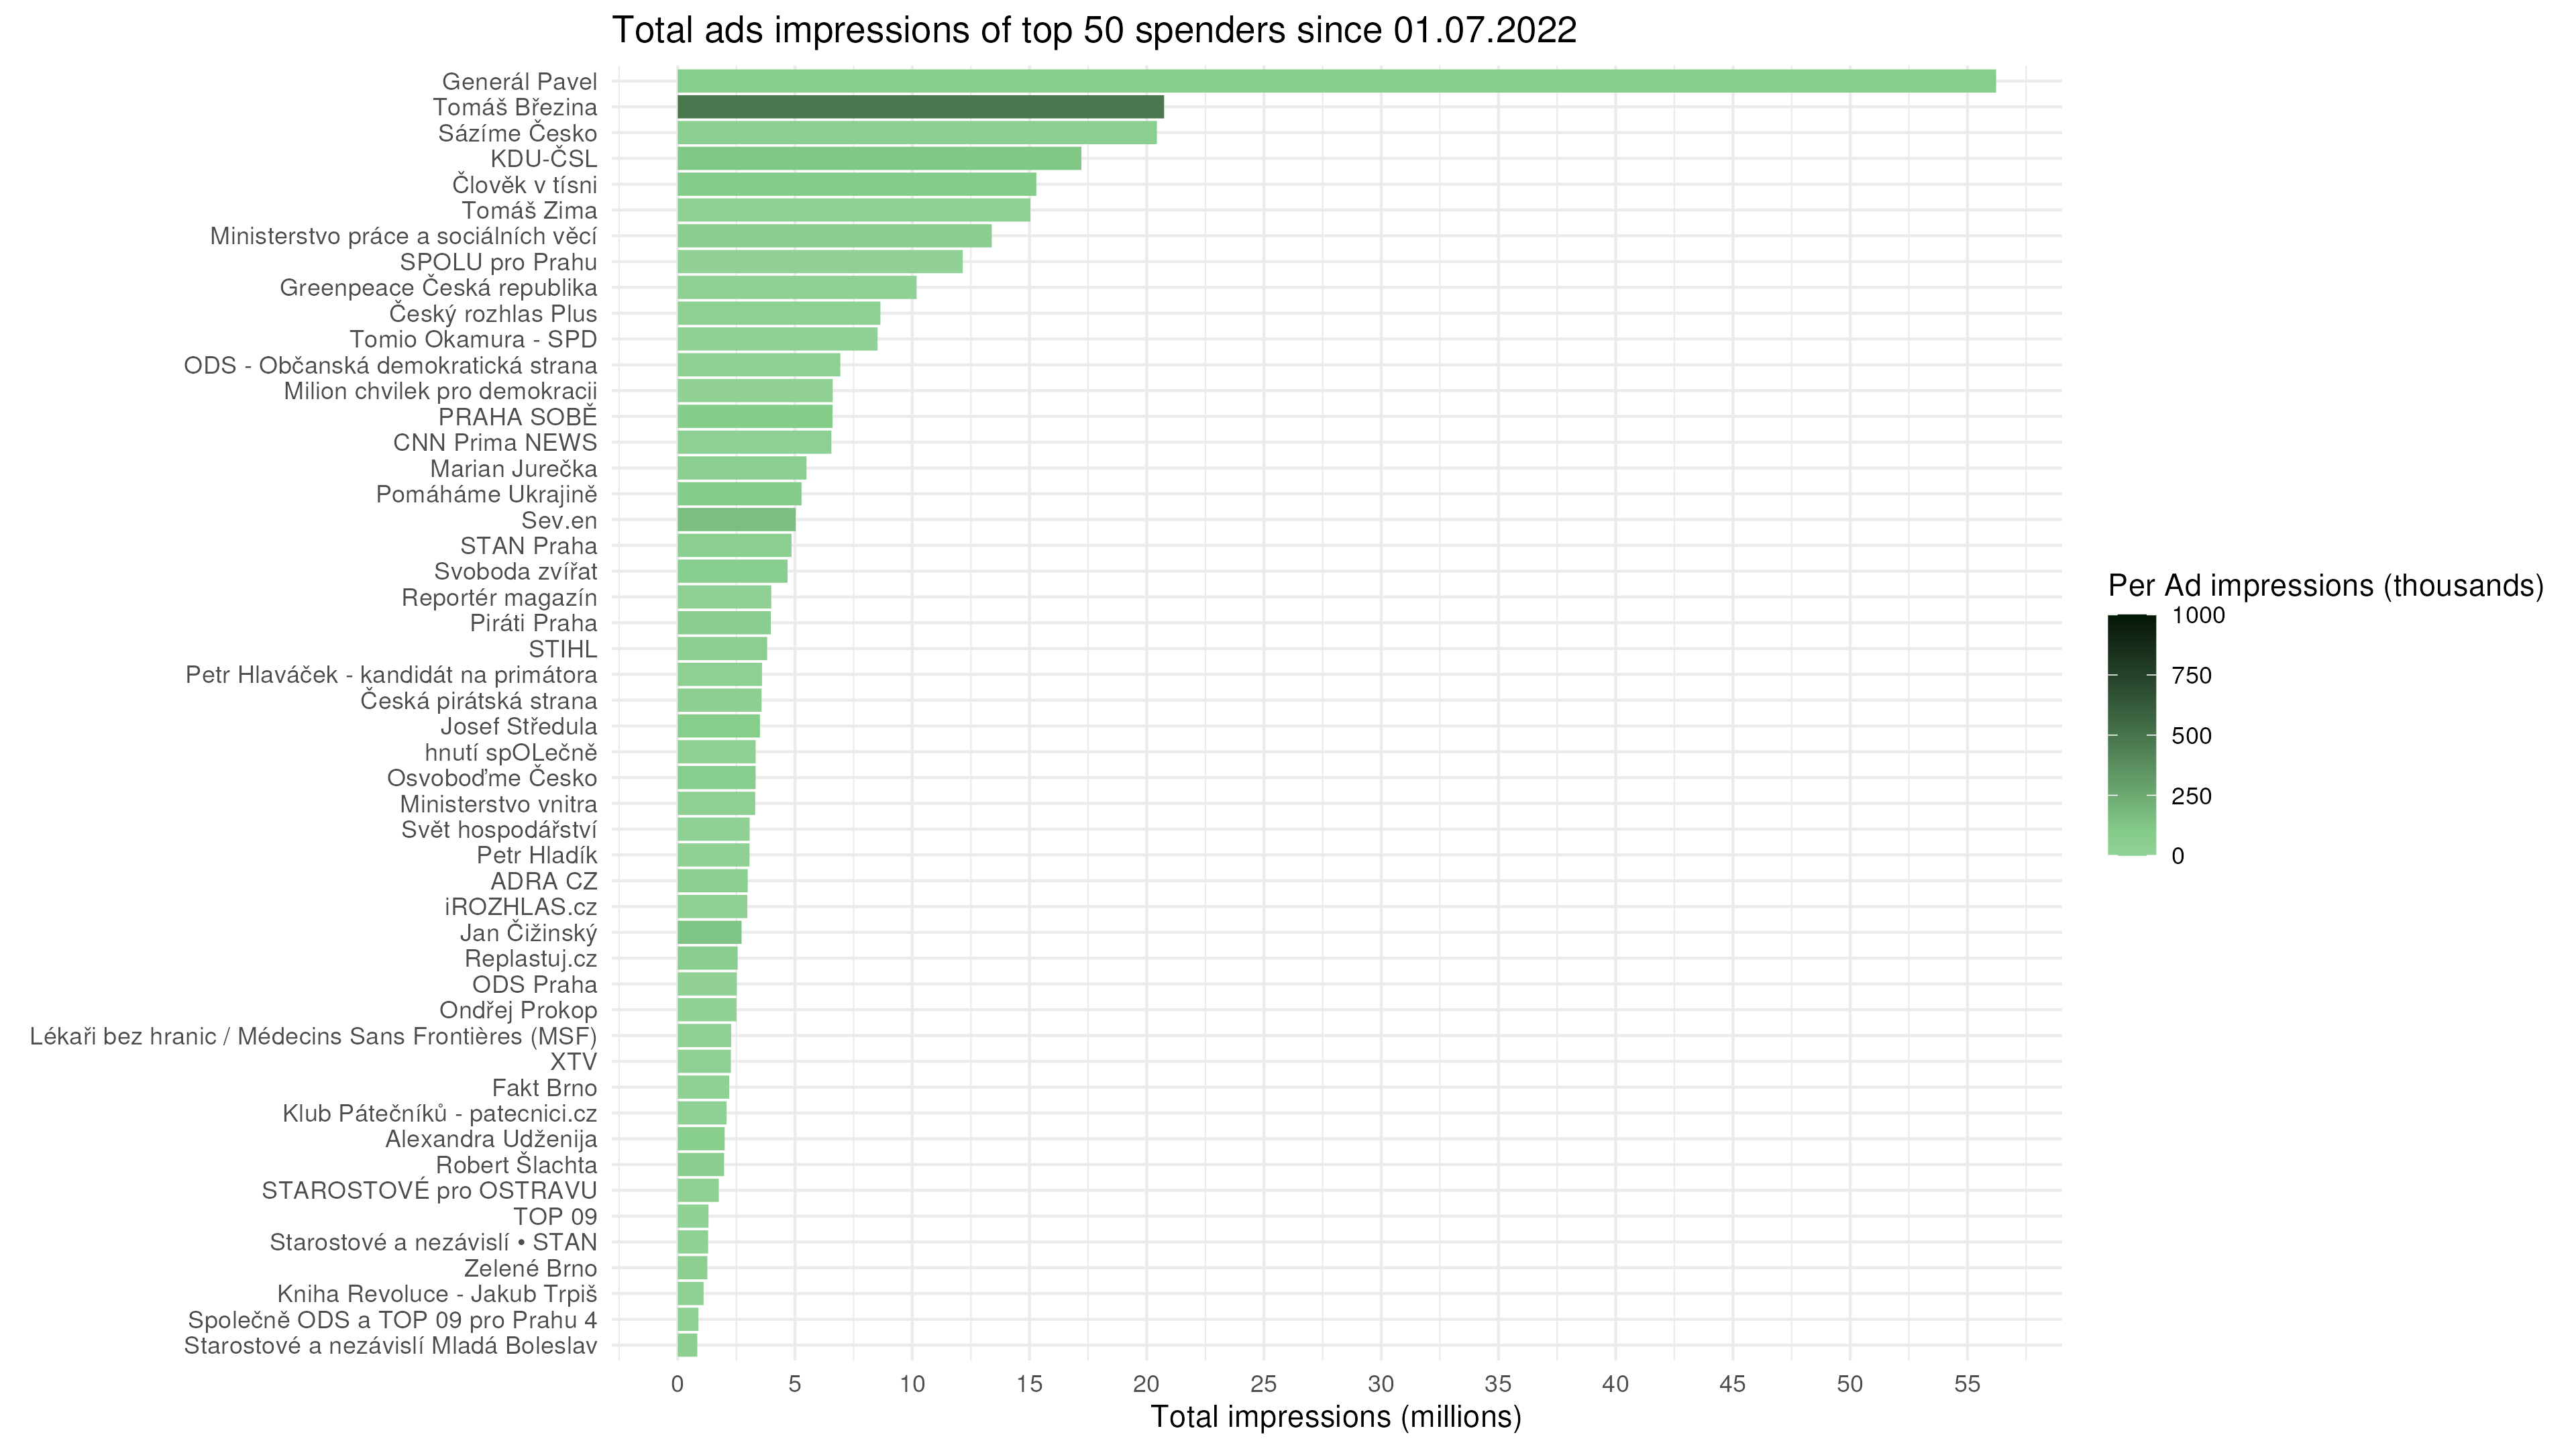 Total ads impressions of top 50 spenders since 01.07.2022
Generál Pavel
Tomáš Březina
Sázíme Česko
KDU-ČSL
Člověk v tísni
Tomáš Zima
Ministerstvo práce a sociálních věcí
SPOLU pro Prahu
Greenpeace Česká republika
Český rozhlas Plus
Tomio Okamura - SPD
ODS - Občanská demokratická strana
Milion chvilek pro demokracii
PRAHA SOBĚ
CNN Prima NEWS
Marian Jurečka
Pomáháme Ukrajině
Sev.en
STAN Praha
Svoboda zvířat
Reportér magazín
Piráti Praha
STIHL
Petr Hlaváček - kandidát na primátora
Česká pirátská strana
Josef Středula
hnutí spOLečně
Osvoboďme Česko
Ministerstvo vnitra
Svět hospodářství
Petr Hladík
ADRA CZ
iROZHLAS.cz
Jan Čižinský
Replastuj.cz
ODS Praha
Ondřej Prokop
Lékaři bez hranic / Médecins Sans Frontières (MSF)
XTV
Fakt Brno
Klub Pátečníků - patecnici.cz
Alexandra Udženija
Robert Šlachta
STAROSTOVÉ pro OSTRAVU
TOP 09
Starostové a nezávislí • STAN
Zelené Brno
Kniha Revoluce - Jakub Trpiš
Společně ODS a TOP 09 pro Prahu 4
Starostové a nezávislí Mladá Boleslav
0 5 10 15 20 25 30 35 40 45 50 55
Total impressions (millions)
Per Ad impressions (thousands)
1000
750
500
250
0